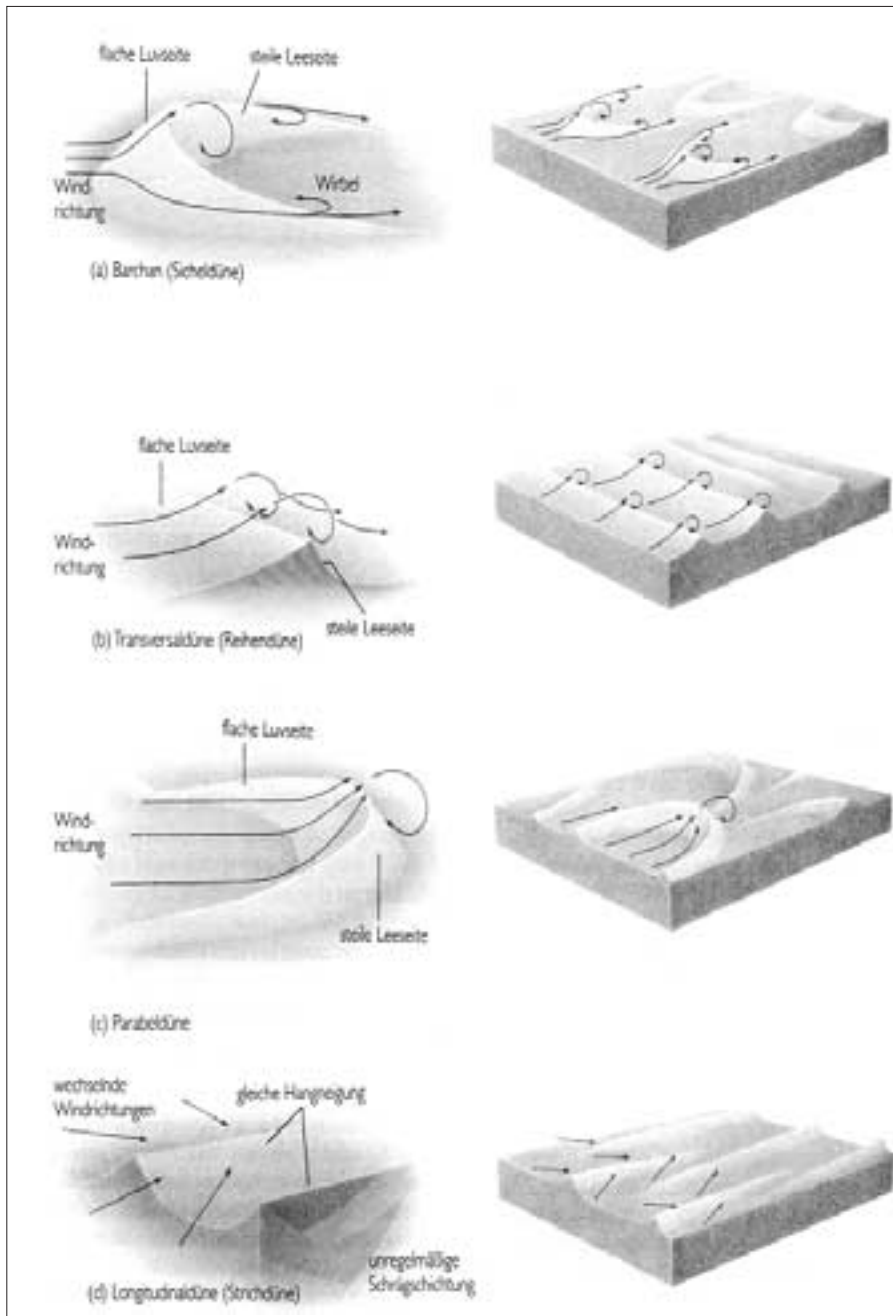 flache Luvseite
steile Leeseite
Wind-
richtung
Wirbel
(a) Barchan (Sicheldüne)
flache Luvseite
Wind-
richtung
steile Leeseite
(b) Transversaldüne (Reihendüne)
flache Luvseite
Wind-
richtung
steile Leeseite
(c) Parabeldüne
wechselnde
Windrichtungen
gleiche Hangneigung
unregelmäßige
Schrägschichtung
(d) Longitudinaldüne (Strichdüne)